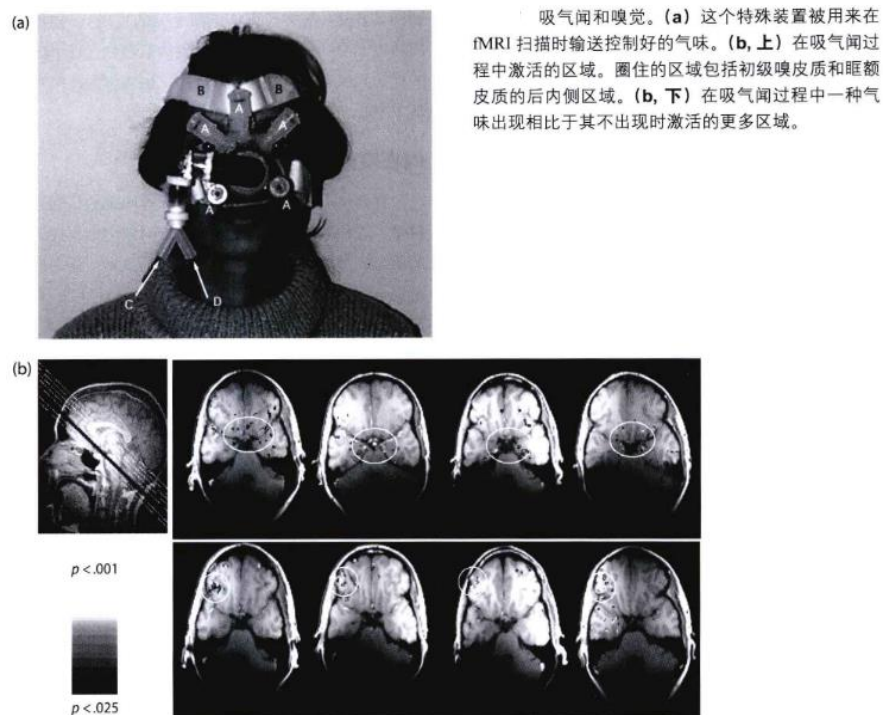 (a)
B
B
A
A
A
A
A
C
D
吸气闻和嗅觉。(a) 这个特殊装置被用来在
fMRI 扫描时输送控制好的气味。(b, 上) 在吸气闻过
程中激活的区域。圈住的区域包括初级嗅皮质和眶额
皮质的后内侧区域。(b, 下) 在吸气闻过程中一种气
味出现相比于其不出现时激活的更多区域。
(b)
p < .001
p < .025